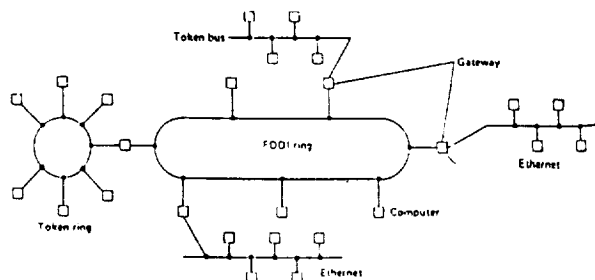 Token bus
Gateway
FDDI ring
Ethernet
Token ring
Computer
Ethernet